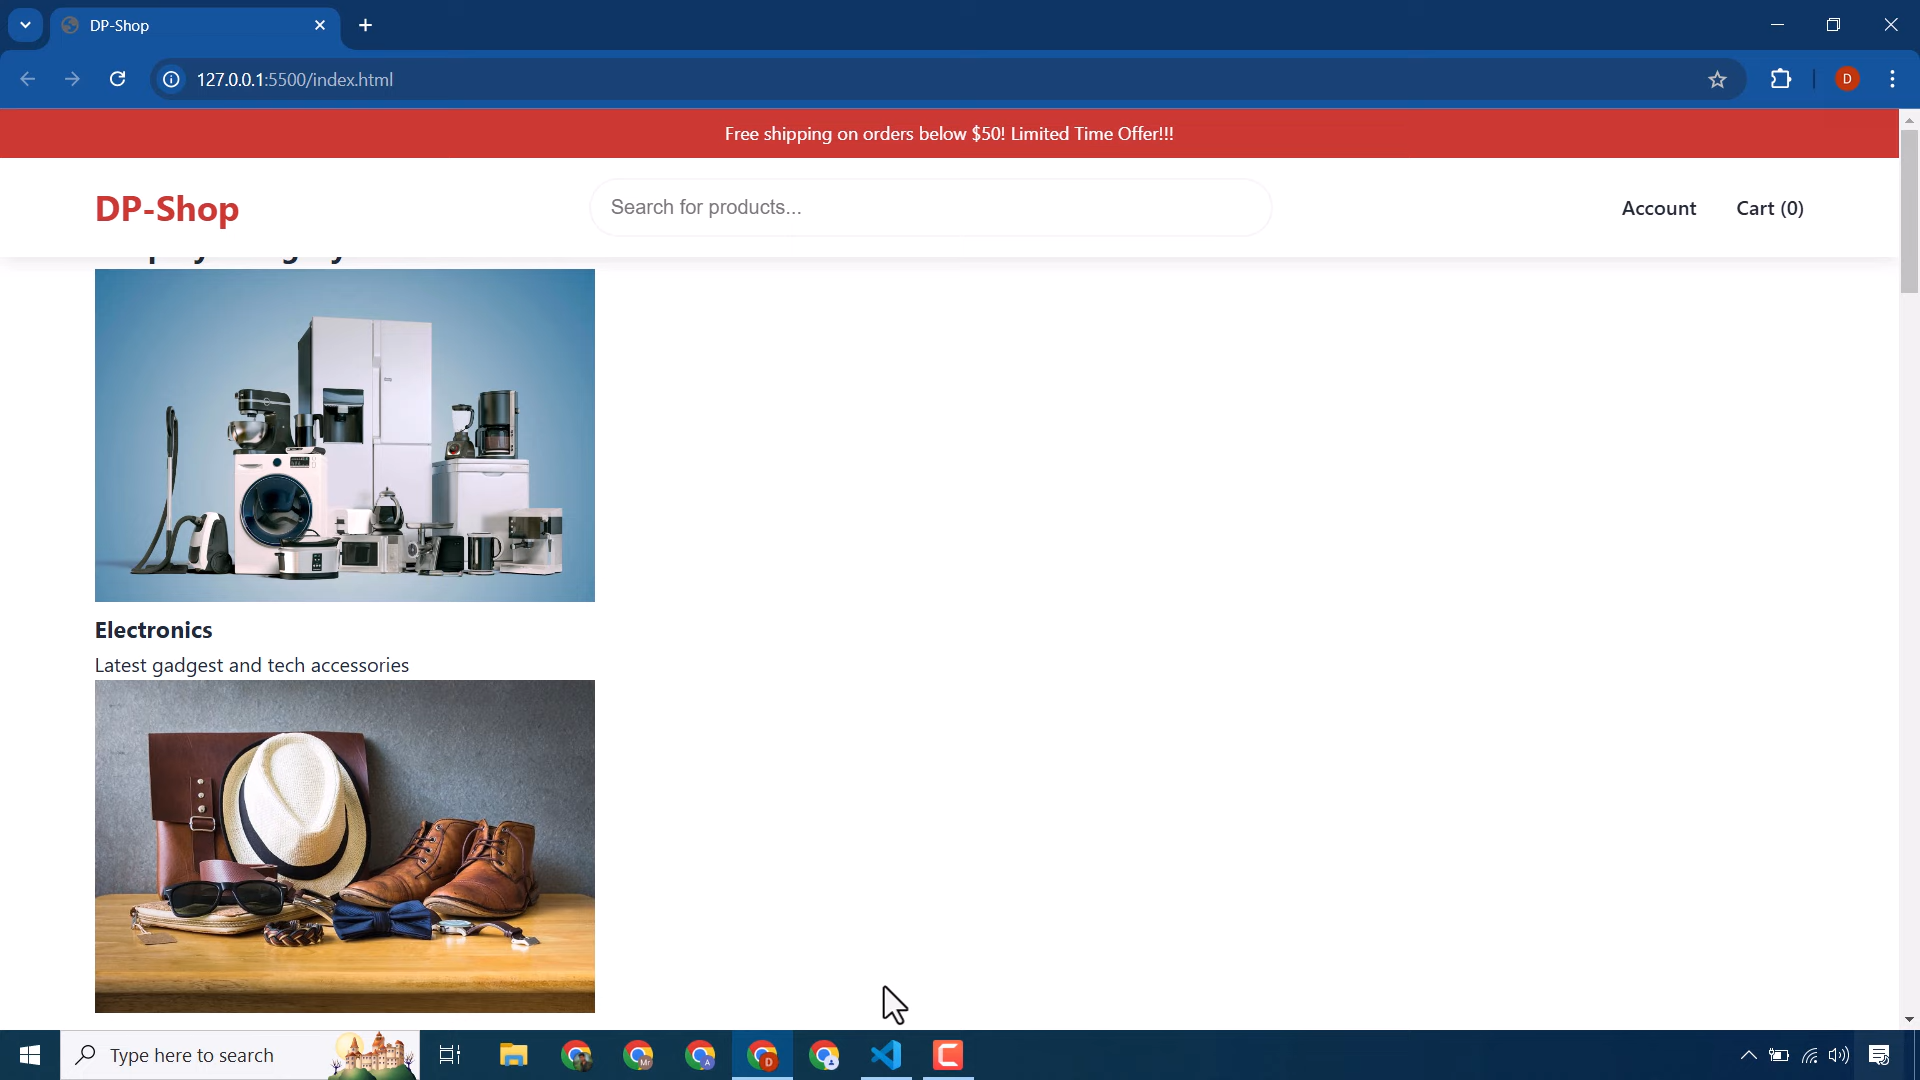 DP-Shop
127.0.0.1:5500/index.html
D
Free shipping on orders below $50! Limited Time Offer!!!
DP-Shop
Search for products...
Account
Cart (0)
Electronics
Latest gadgest and tech accessories
Type here to search